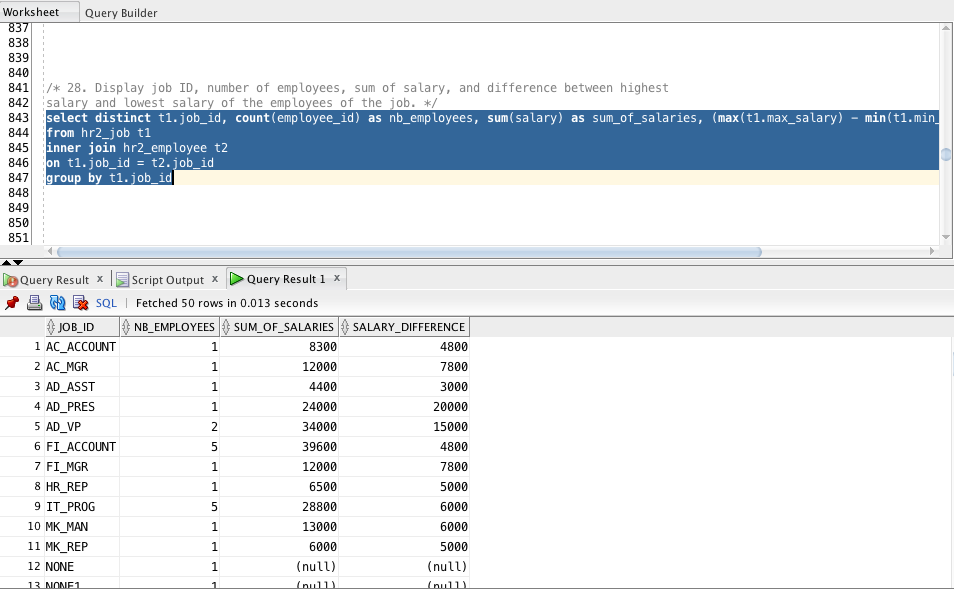 Worksheet Query Builder
837
838
839
840
841 /* 28. Display job ID, number of employees, sum of salary, and difference between highest
842 salary and lowest salary of the employees of the job. */
843 select distinct t1.job_id, count(employee_id) as nb_employees, sum(salary) as sum_of_salaries, (max(t1.max_salary) - min(t1.min_
844 from hr2_job t1
845 inner join hr2_employee t2
846 on t1.job_id = t2.job_id
847 group by t1.job_id
848
849
850
851
Query Result x Script Output x Query Result 1 x
SQL | Fetched 50 rows in 0.013 seconds
JOB_ID NB_EMPLOYEES SUM_OF_SALARIES SALARY_DIFFERENCE
1 AC_ACCOUNT 1 8300 4800
2 AC_MGR 1 12000 7800
3 AD_ASST 1 4400 3000
4 AD_PRES 1 24000 20000
5 AD_VP 2 34000 15000
6 FI_ACCOUNT 5 39600 4800
7 FI_MGR 1 12000 7800
8 HR_REP 1 6500 5000
9 IT_PROG 5 28800 6000
10 MK_MAN 1 13000 6000
11 MK_REP 1 6000 5000
12 NONE 1 (null) (null)
13 NONE1 1 (null) (null)